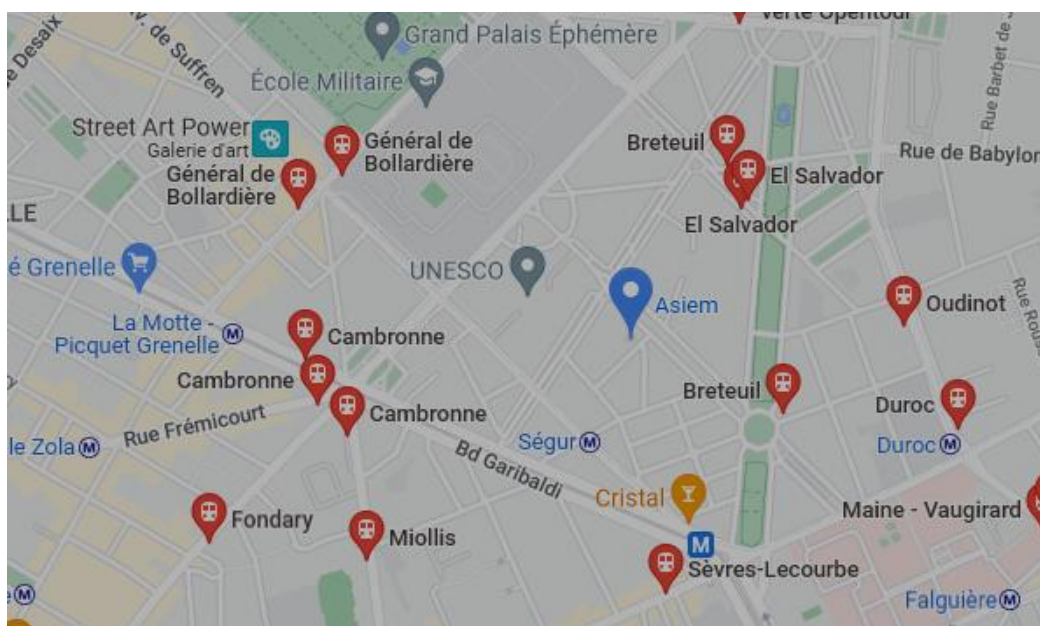 Verte Opentour
Grand Palais Éphémère
Desaix
v. de Suffren
École Militaire
Rue Barbet de
Street Art Power
Galerie d'art
Général de
Bollardière
Breteuil
Rue de Babylon
Général de
Bollardière
El Salvador
El Salvador
LLE
é Grenelle
UNESCO
Asiem
Oudinot
Rue Rous
La Motte -
Picquet Grenelle
Cambronne
Cambronne
Cambronne
Breteuil
Duroc
Rue Frémicourt
le Zola
Bd Garibaldi
Ségur
Duroc
Cristal
Maine - Vaugirard
Fondary
Miollis
M
Sèvres-Lecourbe
Falguière